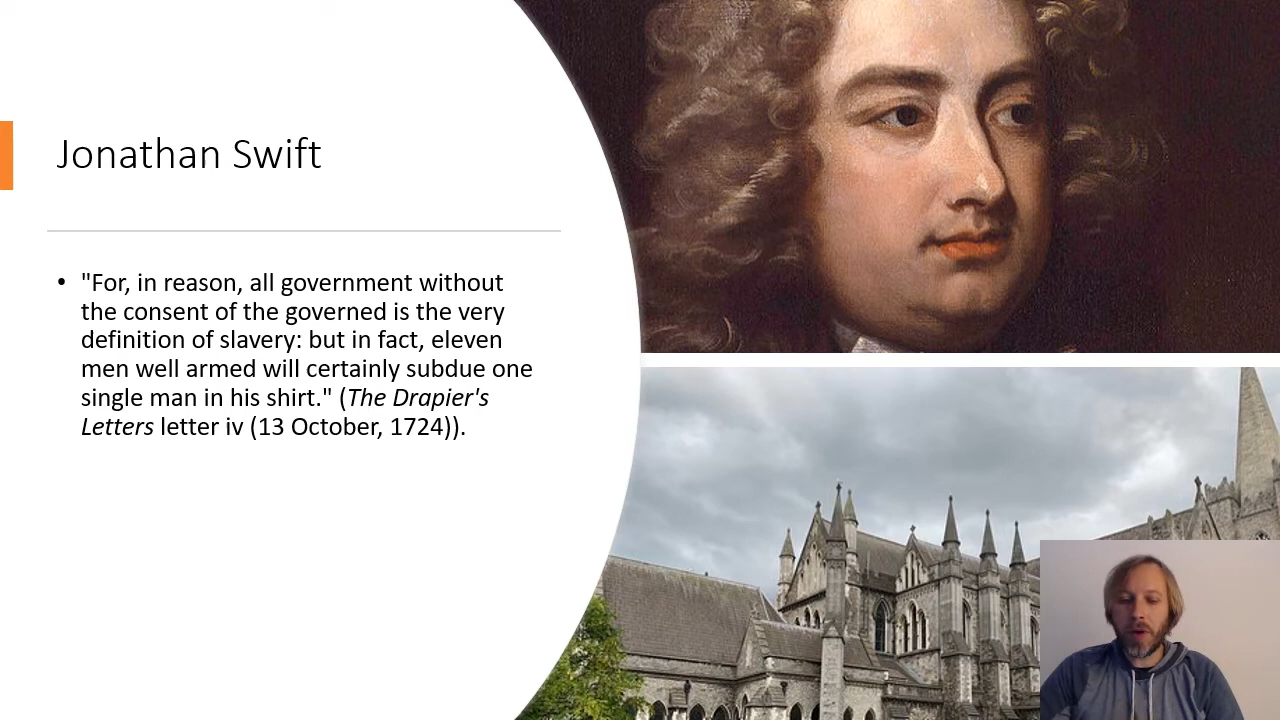 Jonathan Swift
• "For, in reason, all government without
the consent of the governed is the very
definition of slavery: but in fact, eleven
men well armed will certainly subdue one
single man in his shirt." (The Drapier's
Letters letter iv (13 October, 1724)).